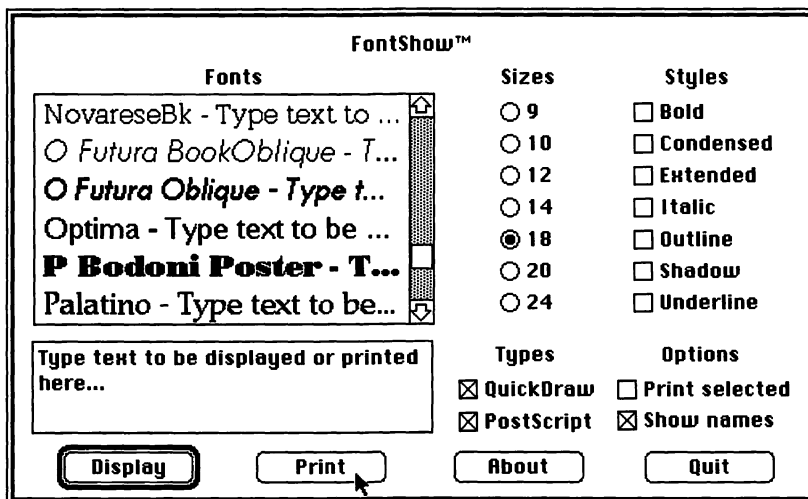 FontShow™
Fonts
NovareseBk - Type text to ...
O Futura BookOblique - T...
O Futura Oblique - Type t...
Optima - Type text to be ...
P Bodoni Poster - T...
Palatino - Type text to be...
Type text to be displayed or printed
here...
Sizes
9
10
12
14
18
20
24
Styles
Bold
Condensed
Extended
Italic
Outline
Shadow
Underline
Types
QuickDraw
PostScript
Options
Print selected
Show names
Display
Print
About
Quit